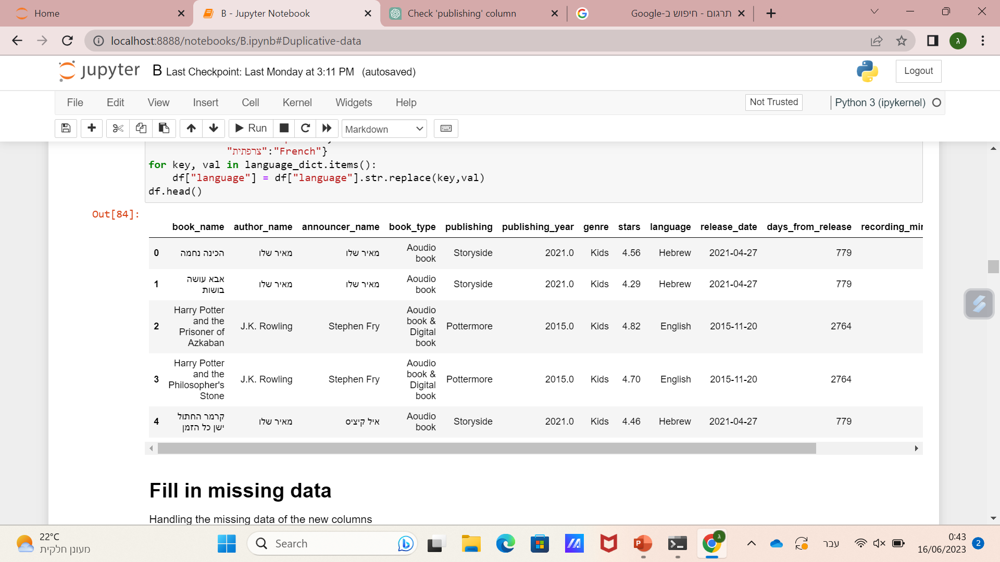 Home
B - Jupyter Notebook
Check 'publishing' column
תרגום - חיפוש ב-Google
localhost:8888/notebooks/B.ipynb#Duplicative-data
ג
jupyter B Last Checkpoint: Last Monday at 3:11 PM (autosaved)
Logout
File Edit View Insert Cell Kernel Widgets Help
Not Trusted
Python 3 (ipykernel)
Run
Markdown
"צרפתית":"French"}
for key, val in language_dict.items():
df["language"] = df["language"].str.replace(key,val)
df.head()
Out[84]:
book_name author_name announcer_name book_type publishing publishing_year genre stars language release_date days_from_release recording_mir
0 הכינה נחמה מאיר שלו מאיר שלו Aoudio book Storyside 2021.0 Kids 4.56 Hebrew 2021-04-27 779
1 אבא עושה בושות מאיר שלו מאיר שלו Aoudio book Storyside 2021.0 Kids 4.29 Hebrew 2021-04-27 779
2 Harry Potter and the Prisoner of Azkaban J.K. Rowling Stephen Fry Aoudio book & Digital book Pottermore 2015.0 Kids 4.82 English 2015-11-20 2764
3 Harry Potter and the Philosopher's Stone J.K. Rowling Stephen Fry Aoudio book & Digital book Pottermore 2015.0 Kids 4.70 English 2015-11-20 2764
4 קרמר החתול ישן כל הזמן מאיר שלו איל קיציס Aoudio book Storyside 2021.0 Kids 4.46 Hebrew 2021-04-27 779
Fill in missing data
Handling the missing data of the new columns
22°C
מעונן חלקית
Search
עבר
0:43
16/06/2023
2